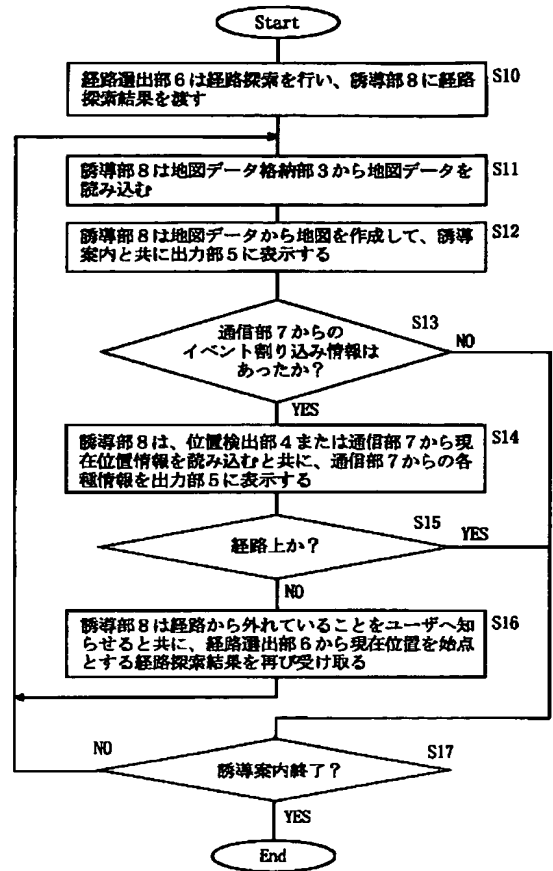 Start
経路選出部6は経路探索を行い、誘導部8に経路
探索結果を渡す
S10
誘導部8は地図データ格納部3から地図データを
読み込む
S11
誘導部8は地図データから地図を作成して、誘導
案内と共に出力部5に表示する
S12
通信部7からの
イベント割り込み情報は
あったか?
S13
NO
YES
誘導部8は、位置検出部4または通信部7から現
在位置情報を読み込むと共に、通信部7からの各
種情報を出力部5に表示する
S14
経路上か?
S15
YES
NO
誘導部8は経路から外れていることをユーザへ知
らせると共に、経路選出部6から現在位置を始点
とする経路探索結果を再び受け取る
S16
NO
誘導案内終了?
S17
YES
End